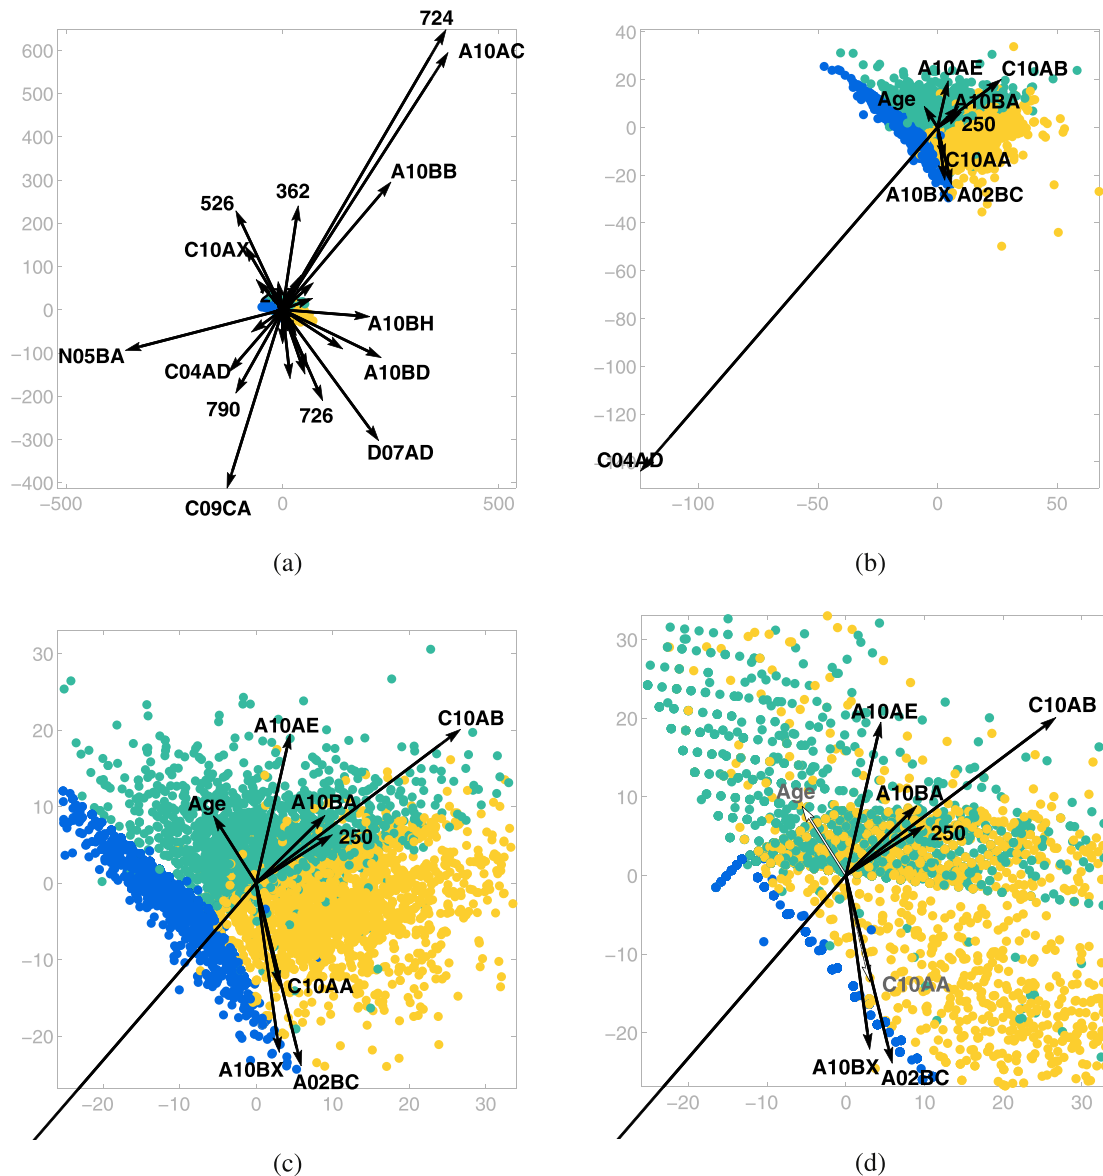 724
A10AC
600
500
400
A10BB
300
526
362
200
C10AX
100
0
A10BH
−100
N05BA
C04AD
A10BD
−200
790
726
−300
D07AD
−400
C09CA
−500
0
500
(a)
40
A10AE
C10AB
20
Age
A10BA
250
0
C10AA
−20
A10BX
A02BC
−40
−60
−80
−100
−120
C04AD
−100
−50
0
50
(b)
30
20
A10AE
C10AB
10
Age
A10BA
250
0
−10
C10AA
−20
A10BX
A02BC
−20
−10
0
10
20
30
(c)
30
20
A10AE
C10AB
10
Age
A10BA
250
0
−10
C10AA
−20
A10BX
A02BC
−20
−10
0
10
20
30
(d)